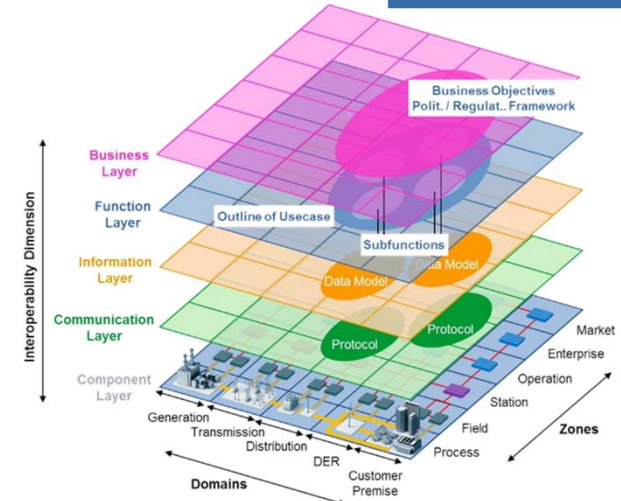 Business Objectives
Polit. / Regulat.. Framework
Business
Layer
Function
Layer
Outline of Usecase
Subfunctions
Information
Layer
Data Model
Data Model
Communication
Layer
Protocol
Protocol
Component
Layer
Interoperability Dimension
Generation
Transmission
Distribution
DER
Customer
Premise
Domains
Market
Enterprise
Operation
Station
Field
Process
Zones